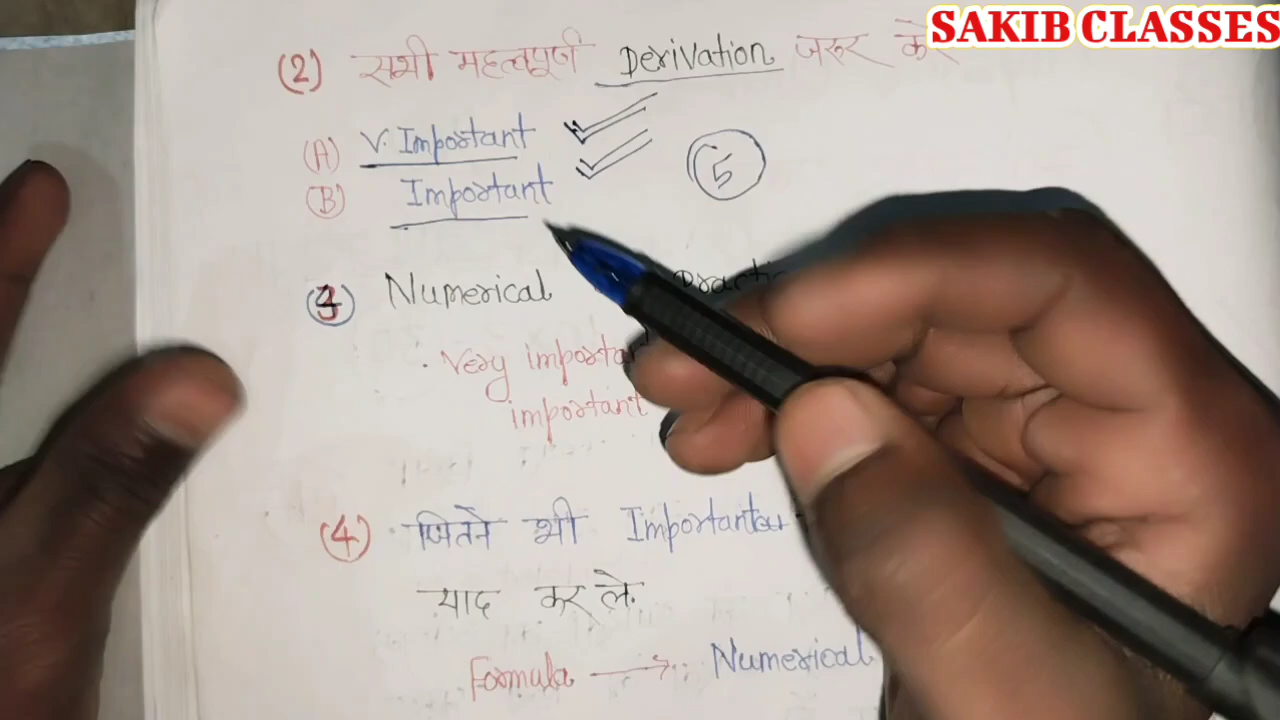 SAKIB CLASSES
(2) सभी महत्वपूर्ण Derivation जरूर करे
(A) V. Important
(B) Important
5
(3) Numerical
Very important
important
(4) जितने भी Important
याद कर ले.
Formula → Numerical